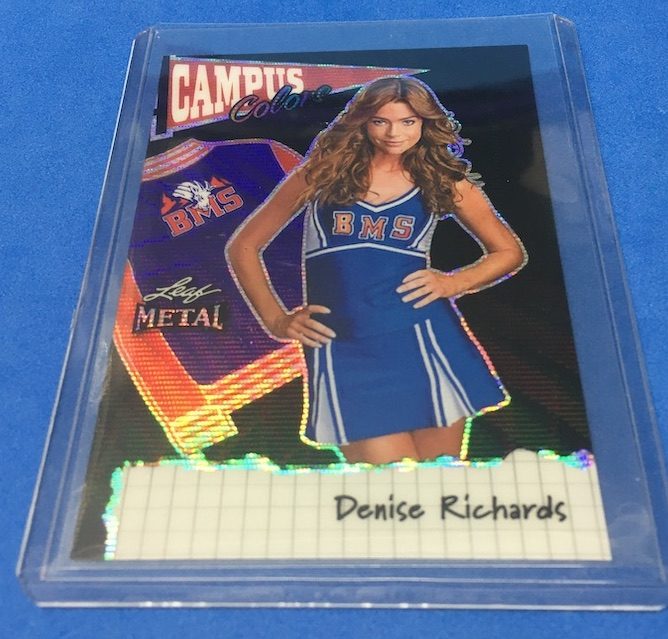 CAMPUS
Colors
BMS
BMS
Leaf
METAL
Denise Richards